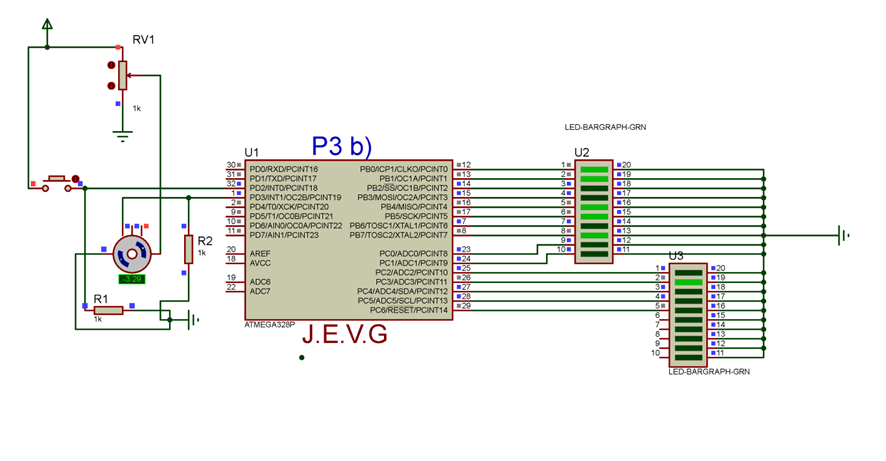 RV1
1k
P3 b)
LED-BARGRAPH-GRN
U1
U2
30 PD0/RXD/PCINT16 PB0/ICP1/CLKO/PCINT0 12 1 20
31 PD1/TXD/PCINT17 PB1/OC1A/PCINT1 13 2 19
32 PD2/INT0/PCINT18 PB2/SS/OC1B/PCINT2 14 3 18
1 PD3/INT1/OC2B/PCINT19 PB3/MOSI/OC2A/PCINT3 15 4 17
2 PD4/T0/XCK/PCINT20 PB4/MISO/PCINT4 16 5 16
9 PD5/T1/OC0B/PCINT21 PB5/SCK/PCINT5 17 6 15
10 PD6/AIN0/OC0A/PCINT22 PB6/TOSC1/XTAL1/PCINT6 7 7 14
11 PD7/AIN1/PCINT23 PB7/TOSC2/XTAL2/PCINT7 8 8 13
9 12
20 AREF PC0/ADC0/PCINT8 23 10 11
18 AVCC PC1/ADC1/PCINT9 24
PC2/ADC2/PCINT10 25
19 ADC6 PC3/ADC3/PCINT11 26
22 ADC7 PC4/ADC4/SDA/PCINT12 27
PC5/ADC5/SCL/PCINT13 28
PC6/RESET/PCINT14 29
ATMEGA328P
R2
1k
R1
1k
U3
1 20
2 19
3 18
4 17
5 16
6 15
7 14
8 13
9 12
10 11
LED-BARGRAPH-GRN
J.E.V.G